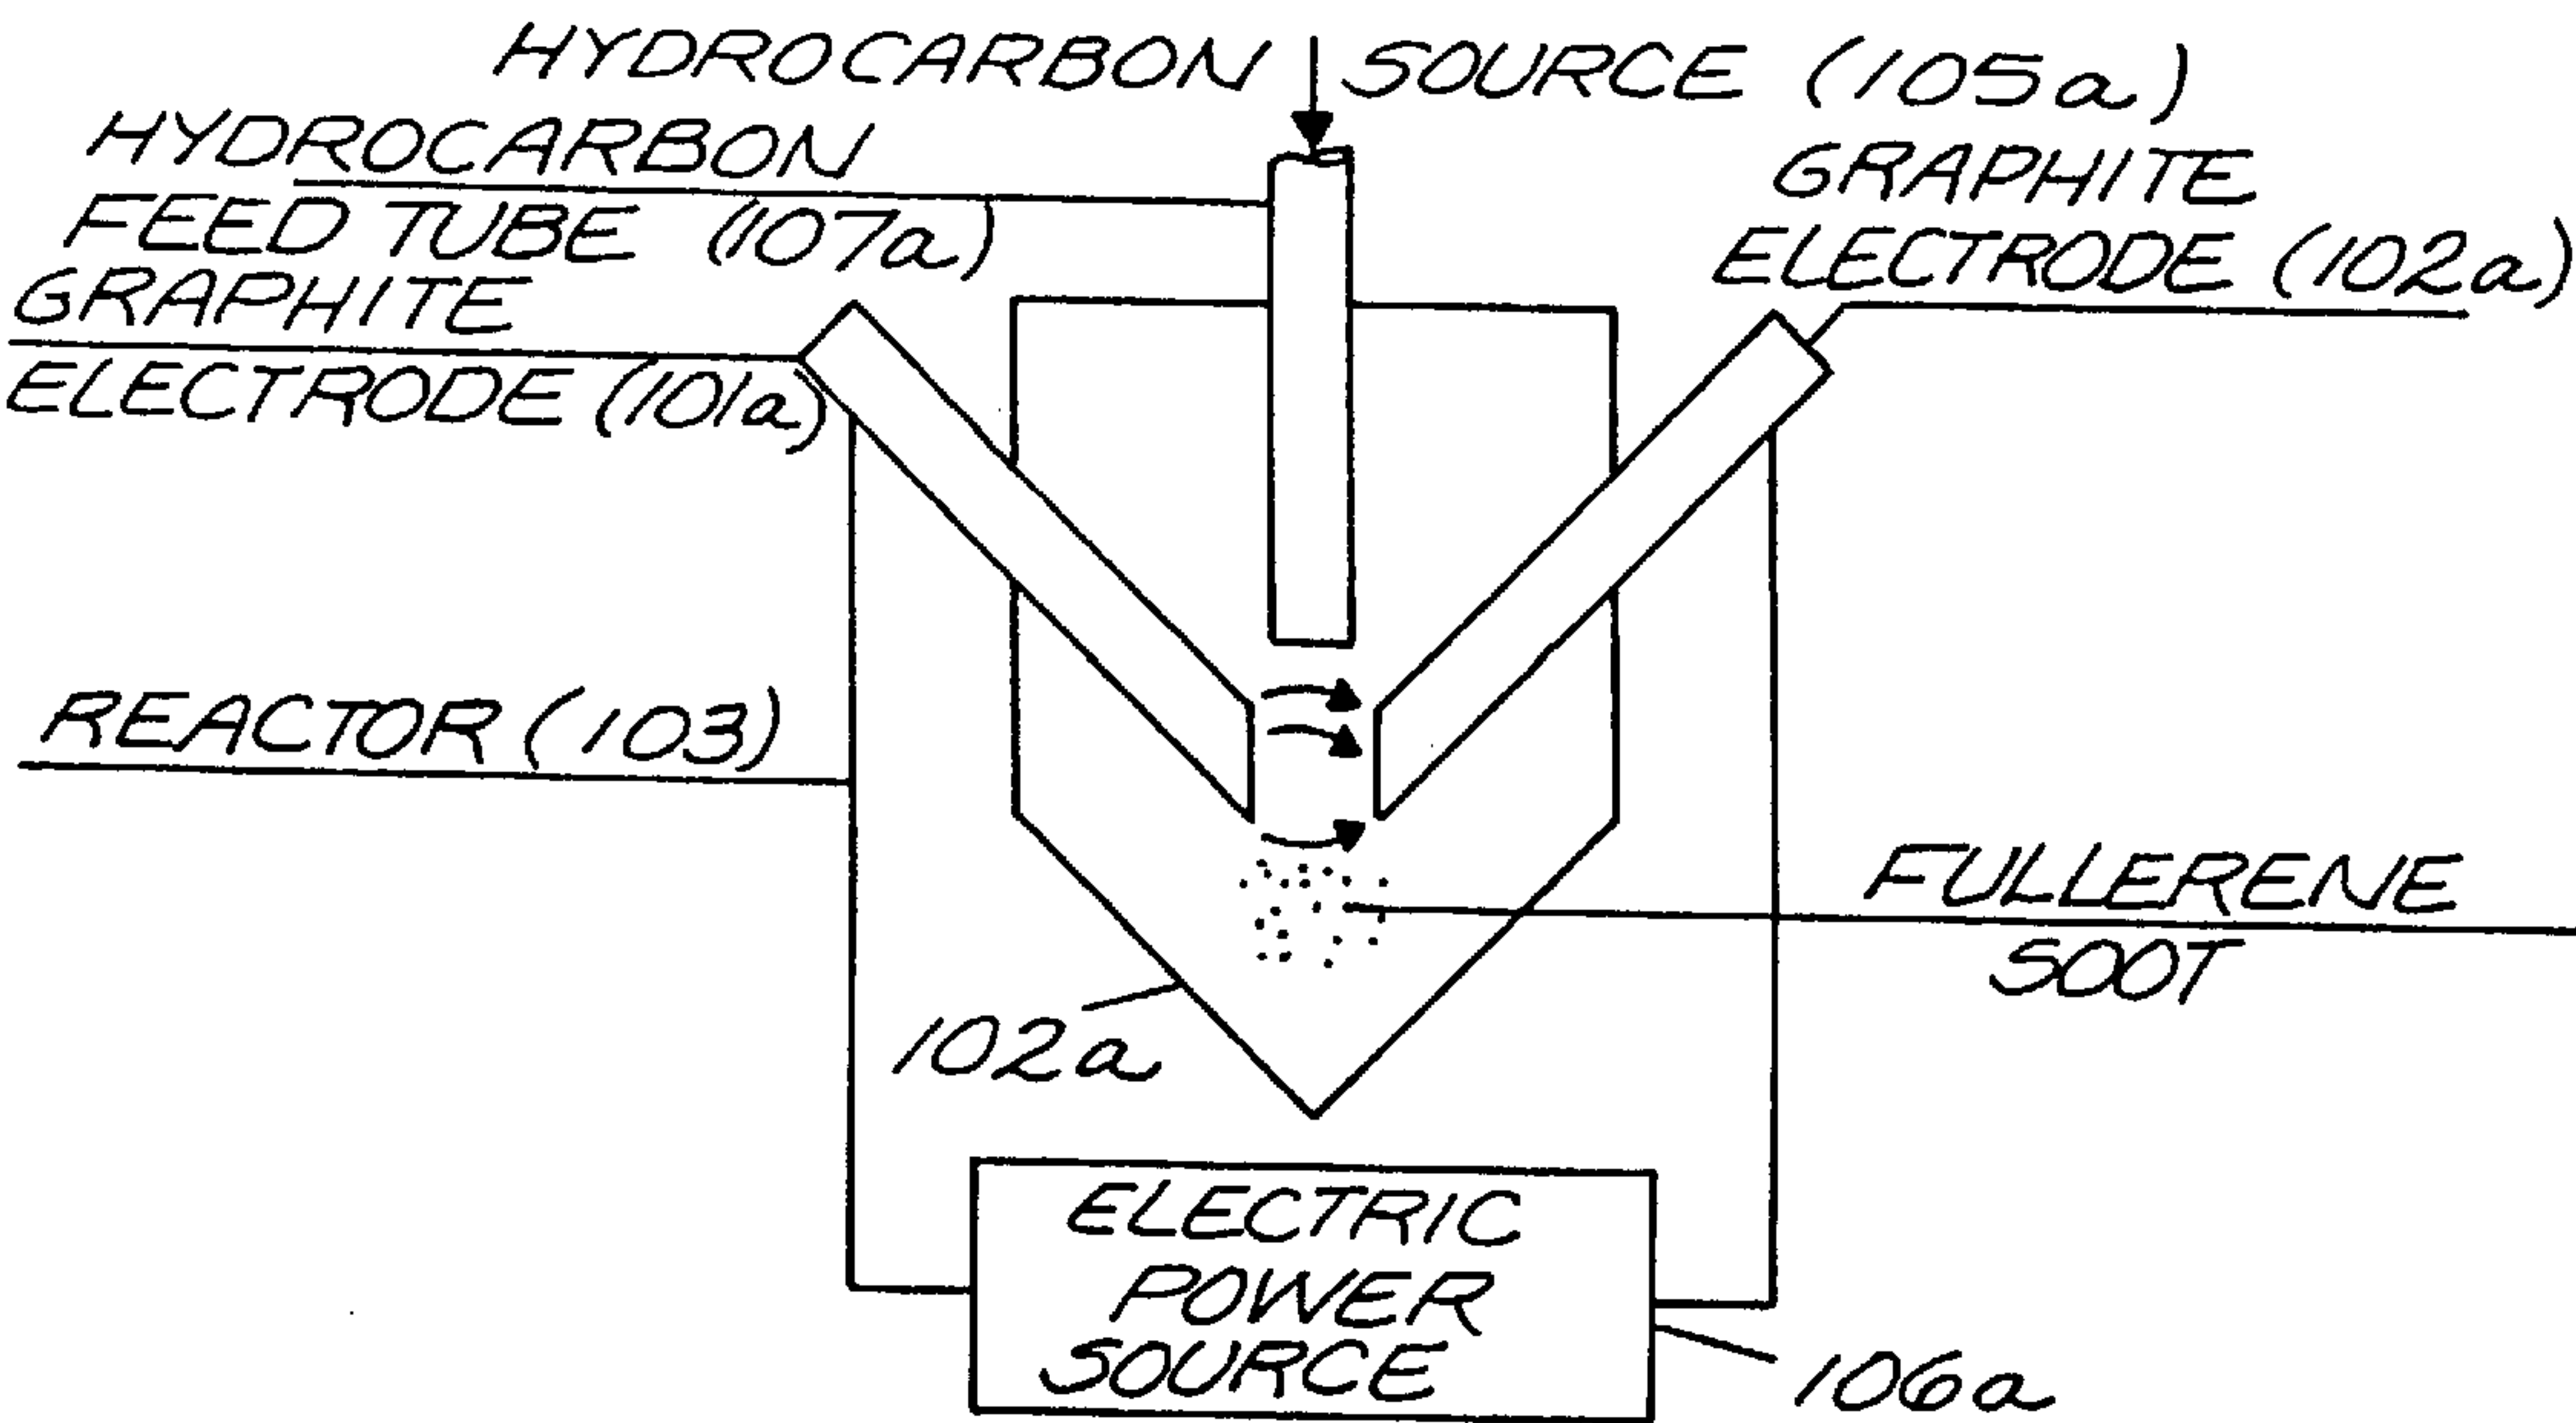 HYDROCARBON SOURCE (105a)
HYDROCARBON
FEED TUBE (107a)
GRAPHITE
ELECTRODE (101a)
GRAPHITE
ELECTRODE (102a)
REACTOR (103)
FULLERENE
SOOT
102a
ELECTRIC
POWER
SOURCE
106a